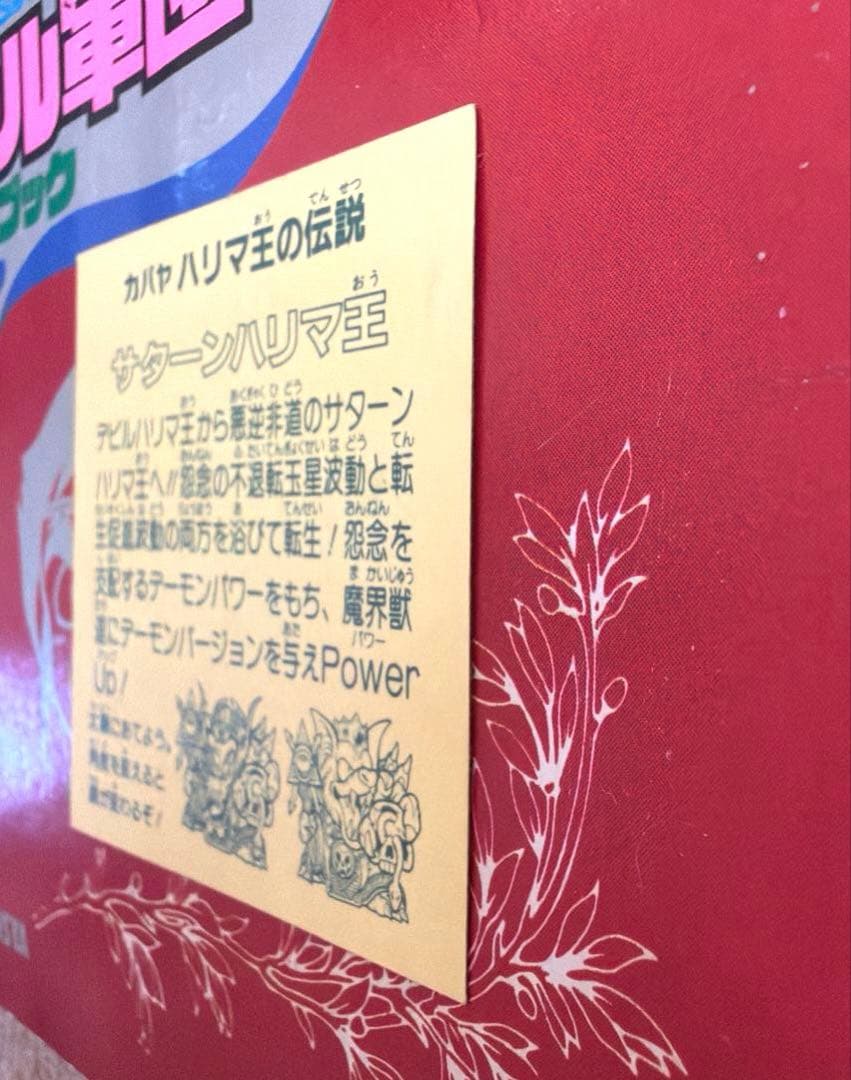 ル軍団
ブック
カバヤ ハリマ王の伝説
サターンハリマ王
デビルハリマ王から悪逆非道のサターン
ハリマ王へ!!怨念の不退転玉星波動と転
生促進波動の両方を浴びて転生!怨念を
支配するデーモンパワーをもち、魔界獣
達にデーモンバージョンを与えPower
Up!
太陽にあてよう。
角度を変えると
顔が変わるぞ!